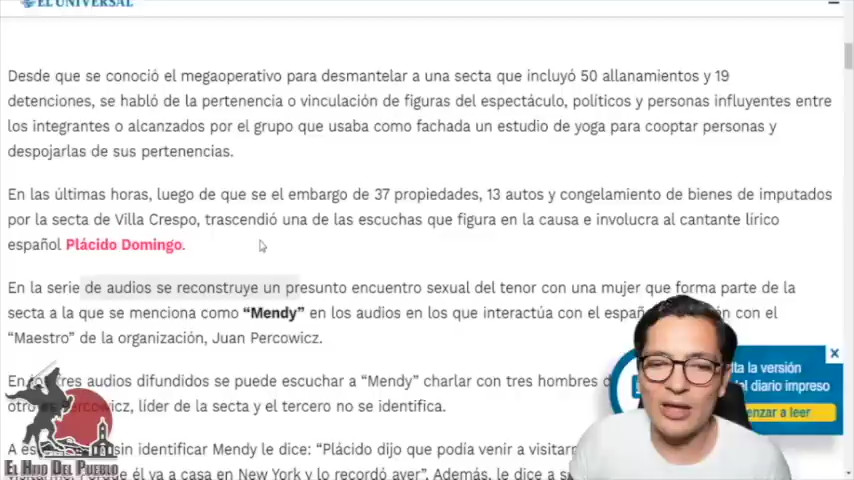 EL UNIVERSAL
Desde que se conoció el megaoperativo para desmantelar a una secta que incluyó 50 allanamientos y 19
detenciones, se habló de la pertenencia o vinculación de figuras del espectáculo, políticos y personas influyentes entre
los integrantes o alcanzados por el grupo que usaba como fachada un estudio de yoga para cooptar personas y
despojarlas de sus pertenencias.
En las últimas horas, luego de que se el embargo de 37 propiedades, 13 autos y congelamiento de bienes de imputados
por la secta de Villa Crespo, trascendió una de las escuchas que figura en la causa e involucra al cantante lírico
español Plácido Domingo.
En la serie de audios se reconstruye un presunto encuentro sexual del tenor con una mujer que forma parte de la
secta a la que se menciona como “Mendy” en los audios en los que interactúa con el con el
“Maestro” de la organización, Juan Percowicz.
tres audios difundidos se puede escuchar a “Mendy” charlar con tres hombres
Percowicz, líder de la secta y el tercero no se identifica.
sin identificar Mendy le dice: “Plácido dijo que podía venir a
él va a casa en New York y lo recordó ayer”. Además, le dice a
la versión
del diario impreso
a leer
EL HIJO DEL PUEBLO